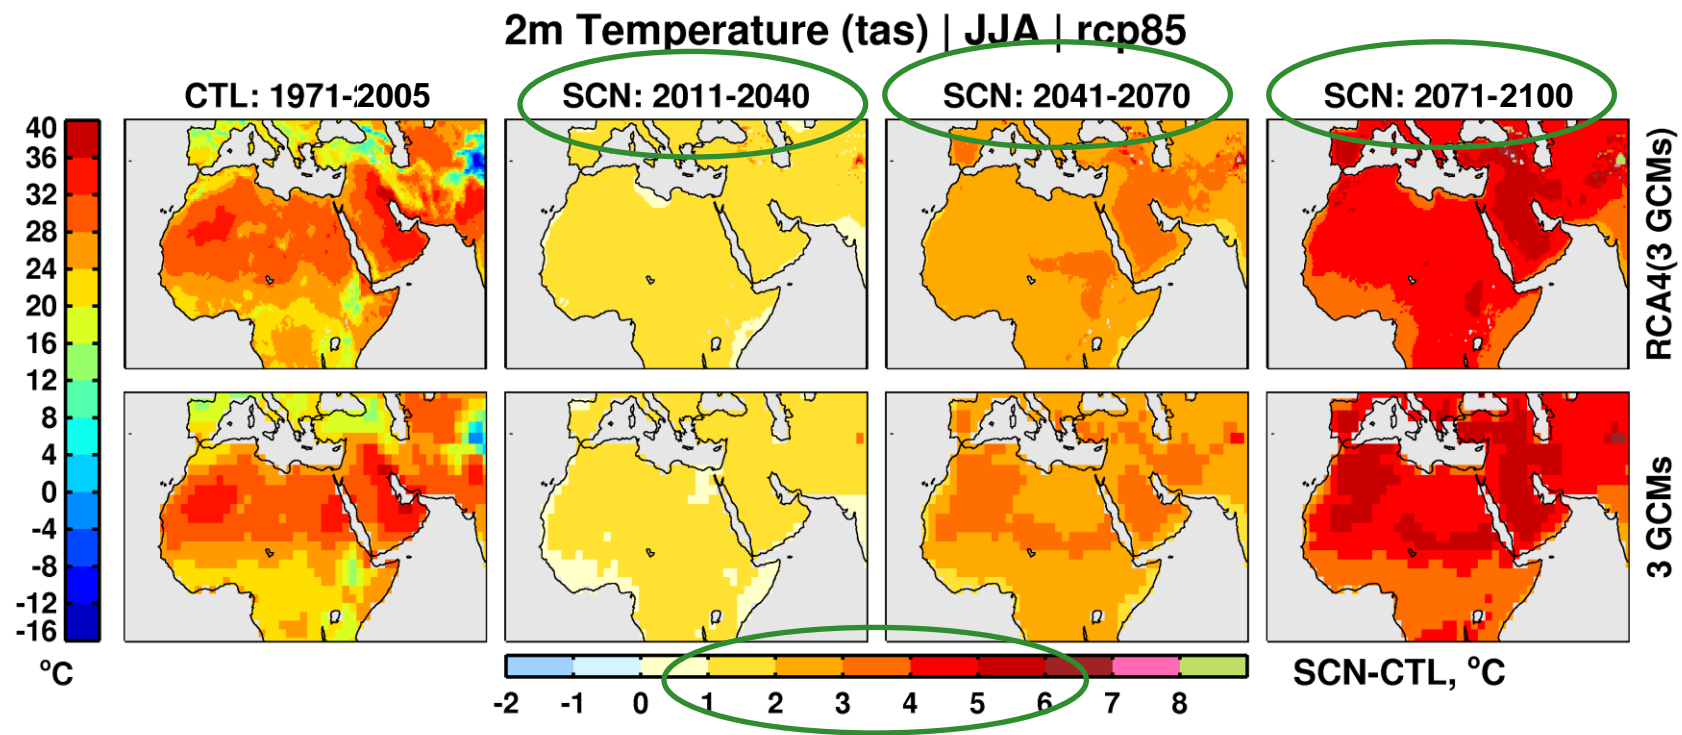 2m Temperature (tas) | JJA | rcp85
CTL: 1971-2005
SCN: 2011-2040
SCN: 2041-2070
SCN: 2071-2100
40
36
32
28
24
20
16
12
8
4
0
-4
-8
-12
-16
ºC
RCA4(3 GCMs)
3 GCMs
-2 -1 0 1 2 3 4 5 6 7 8
SCN-CTL, ºC